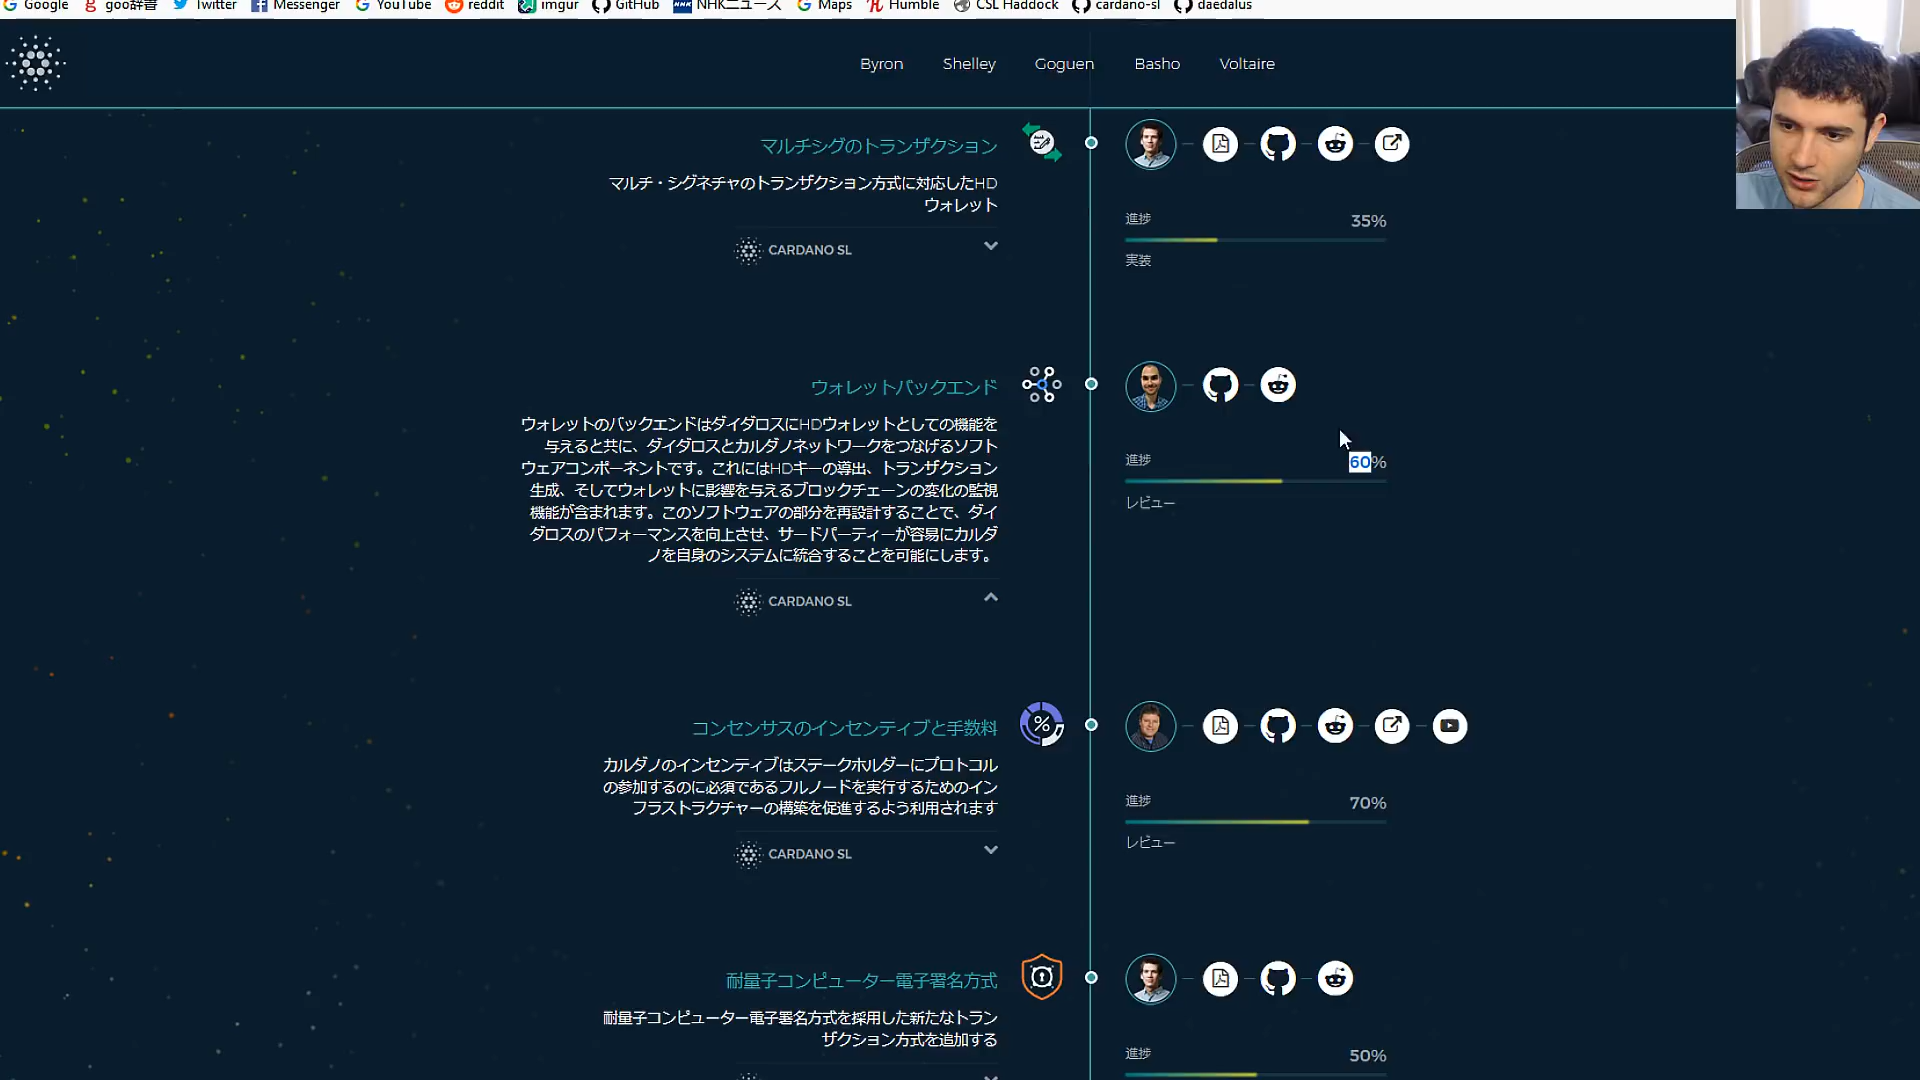 Google goo辞書 Twitter Messenger YouTube reddit imgur GitHub NHKニュース Maps Humble CSL Haddock cardano-sl daedalus
Byron Shelley Goguen Basho Voltaire
マルチシグのトランザクション
マルチ・シグネチャのトランザクション方式に対応したHD
ウォレット
CARDANO SL
進捗 35%
実装
ウォレットバックエンド
ウォレットのバックエンドはダイダロスにHDウォレットとしての機能を
与えると共に、ダイダロスとカルダノネットワークをつなげるソフト
ウェアコンポーネントです。これにはHDキーの導出、トランザクション
生成、そしてウォレットに影響を与えるブロックチェーンの変化の監視
機能が含まれます。このソフトウェアの部分を再設計することで、ダイ
ダロスのパフォーマンスを向上させ、サードパーティーが容易にカルダ
ノを自身のシステムに統合することを可能にします。
CARDANO SL
進捗 60%
レビュー
コンセンサスのインセンティブと手数料
カルダノのインセンティブはステークホルダーにプロトコル
の参加するのに必須であるフルノードを実行するためのイン
フラストラクチャーの構築を促進するよう利用されます
CARDANO SL
進捗 70%
レビュー
耐量子コンピューター電子署名方式
耐量子コンピューター電子署名方式を採用した新たなトラン
ザクション方式を追加する
進捗 50%